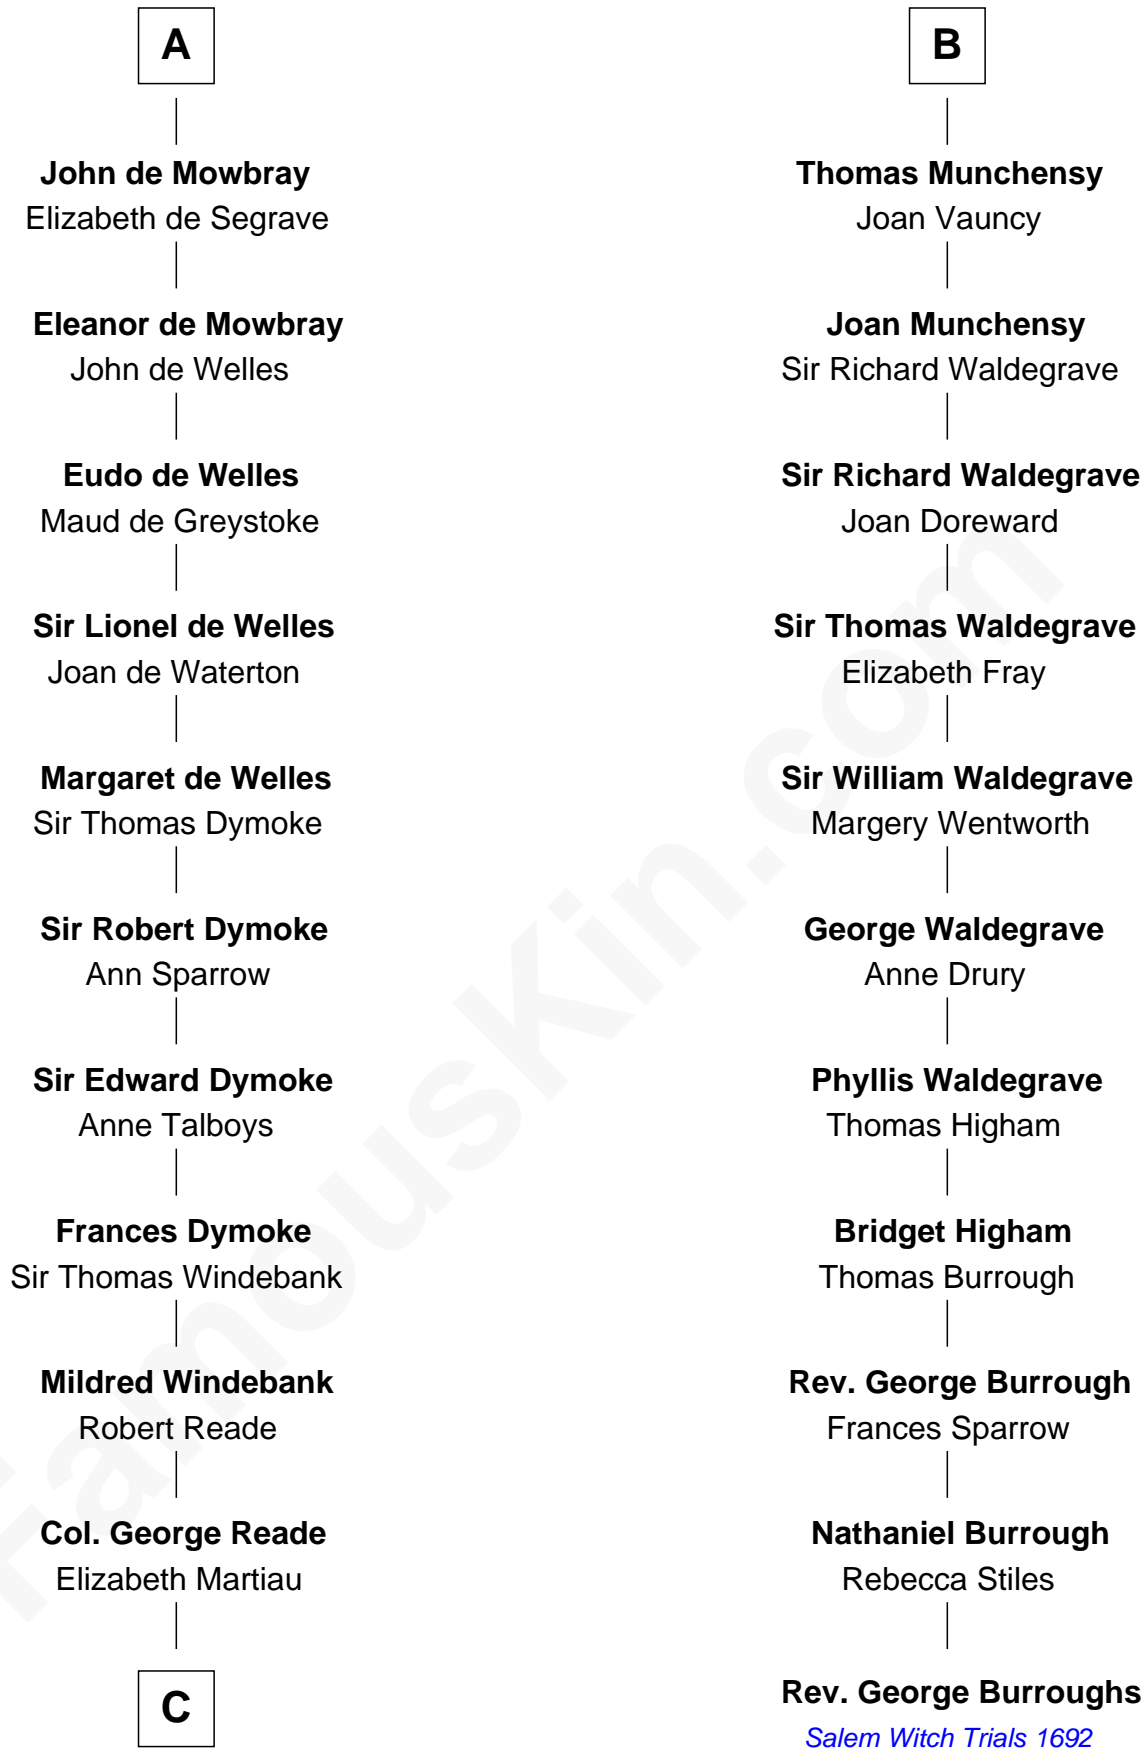 A
John de Mowbray
Elizabeth de Segrave
Eleanor de Mowbray
John de Welles
Eudo de Welles
Maud de Greystoke
Sir Lionel de Welles
Joan de Waterton
Margaret de Welles
Sir Thomas Dymoke
Sir Robert Dymoke
Ann Sparrow
Sir Edward Dymoke
Anne Talboys
Frances Dymoke
Sir Thomas Windebank
Mildred Windebank
Robert Reade
Col. George Reade
Elizabeth Martiau
C
B
Thomas Munchensy
Joan Vauncy
Joan Munchensy
Sir Richard Waldegrave
Sir Richard Waldegrave
Joan Doreward
Sir Thomas Waldegrave
Elizabeth Fray
Sir William Waldegrave
Margery Wentworth
George Waldegrave
Anne Drury
Phyllis Waldegrave
Thomas Higham
Bridget Higham
Thomas Burrough
Rev. George Burrough
Frances Sparrow
Nathaniel Burrough
Rebecca Stiles
Rev. George Burroughs
Salem Witch Trials 1692
FamousKin.com